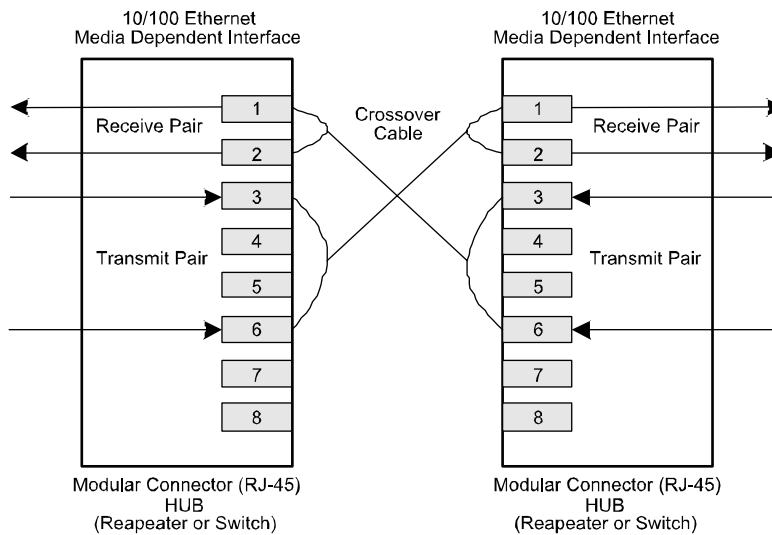 10/100 Ethernet
Media Dependent Interface
1
Receive Pair
2
3
4
Transmit Pair
5
6
7
8
Modular Connector (RJ-45)
HUB
(Reapeater or Switch)
Crossover
Cable
10/100 Ethernet
Media Dependent Interface
1
Receive Pair
2
3
4
Transmit Pair
5
6
7
8
Modular Connector (RJ-45)
HUB
(Reapeater or Switch)